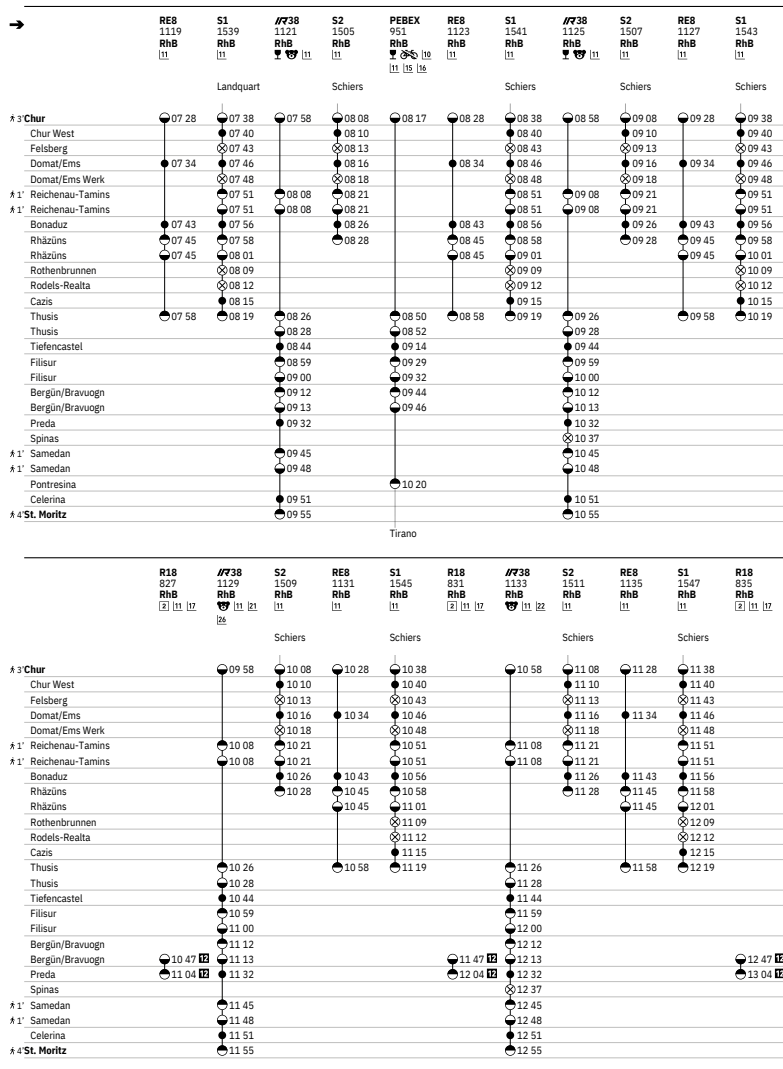 RE8 S1 IR38 S2 PEBEX RE8 S1 IR38 S2 RE8 S1
1119 1539 1121 1505 951 1123 1541 1125 1507 1127 1543
RhB RhB RhB RhB RhB RhB RhB RhB RhB RhB RhB
11 11 11 11 10 11 11 11 11 11 11
11 15 16
Landquart Schiers Schiers Schiers Schiers
3' Chur 07 28 07 38 07 58 08 08 08 17 08 28 08 38 08 58 09 08 09 28 09 38
Chur West 07 40 08 10 08 40 09 10 09 40
Felsberg 07 43 08 13 08 43 09 13 09 43
Domat/Ems 07 34 07 46 08 16 08 34 08 46 09 16 09 34 09 46
Domat/Ems Werk 07 48 08 18 08 48 09 18 09 48
1' Reichenau-Tamins 07 51 08 08 08 21 08 51 09 08 09 21 09 51
1' Reichenau-Tamins 07 51 08 08 08 21 08 51 09 08 09 21 09 51
Bonaduz 07 43 07 56 08 26 08 43 08 56 09 26 09 43 09 56
Rhäzüns 07 45 07 58 08 28 08 45 08 58 09 28 09 45 09 58
Rhäzüns 07 45 08 01 08 45 09 01 09 45 10 01
Rothenbrunnen 08 09 09 09 10 09
Rodels-Realta 08 12 09 12 10 12
Cazis 08 15 09 15 10 15
Thusis 07 58 08 19 08 26 08 50 08 58 09 19 09 26 09 58 10 19
Thusis 08 28 08 52 09 28
Tiefencastel 08 44 09 14 09 44
Filisur 08 59 09 29 09 59
Filisur 09 00 09 32 10 00
Bergün/Bravuogn 09 12 09 44 10 12
Bergün/Bravuogn 09 13 09 46 10 13
Preda 09 32 10 32
Spinas 10 37
1' Samedan 09 45 10 45
1' Samedan 09 48 10 48
Pontresina 10 20
Celerina 09 51 10 51
4' St. Moritz 09 55 10 55
Tirano
R18 IR38 S2 RE8 S1 R18 IR38 S2 RE8 S1 R18
827 1129 1509 1131 1545 831 1133 1511 1135 1547 835
RhB RhB RhB RhB RhB RhB RhB RhB RhB RhB RhB
2 11 17 11 21 11 11 11 2 11 17 11 22 11 11 11 2 11 17
26
Schiers Schiers Schiers Schiers
3' Chur 09 58 10 08 10 28 10 38 10 58 11 08 11 28 11 38
Chur West 10 10 10 40 11 10 11 40
Felsberg 10 13 10 43 11 13 11 43
Domat/Ems 10 16 10 34 10 46 11 16 11 34 11 46
Domat/Ems Werk 10 18 10 48 11 18 11 48
1' Reichenau-Tamins 10 08 10 21 10 51 11 08 11 21 11 51
1' Reichenau-Tamins 10 08 10 21 10 51 11 08 11 21 11 51
Bonaduz 10 26 10 43 10 56 11 26 11 43 11 56
Rhäzüns 10 28 10 45 10 58 11 28 11 45 11 58
Rhäzüns 10 45 11 01 11 45 12 01
Rothenbrunnen 11 09 12 09
Rodels-Realta 11 12 12 12
Cazis 11 15 12 15
Thusis 10 26 10 58 11 19 11 26 11 58 12 19
Thusis 10 28 11 28
Tiefencastel 10 44 11 44
Filisur 10 59 11 59
Filisur 11 00 12 00
Bergün/Bravuogn 11 12 12 12
Bergün/Bravuogn 10 47 12 11 13 11 47 12 12 13 12 47 12
Preda 11 04 12 11 32 12 04 12 12 32 13 04 12
Spinas 12 37
1' Samedan 11 45 12 45
1' Samedan 11 48 12 48
Celerina 11 51 12 51
4' St. Moritz 11 55 12 55